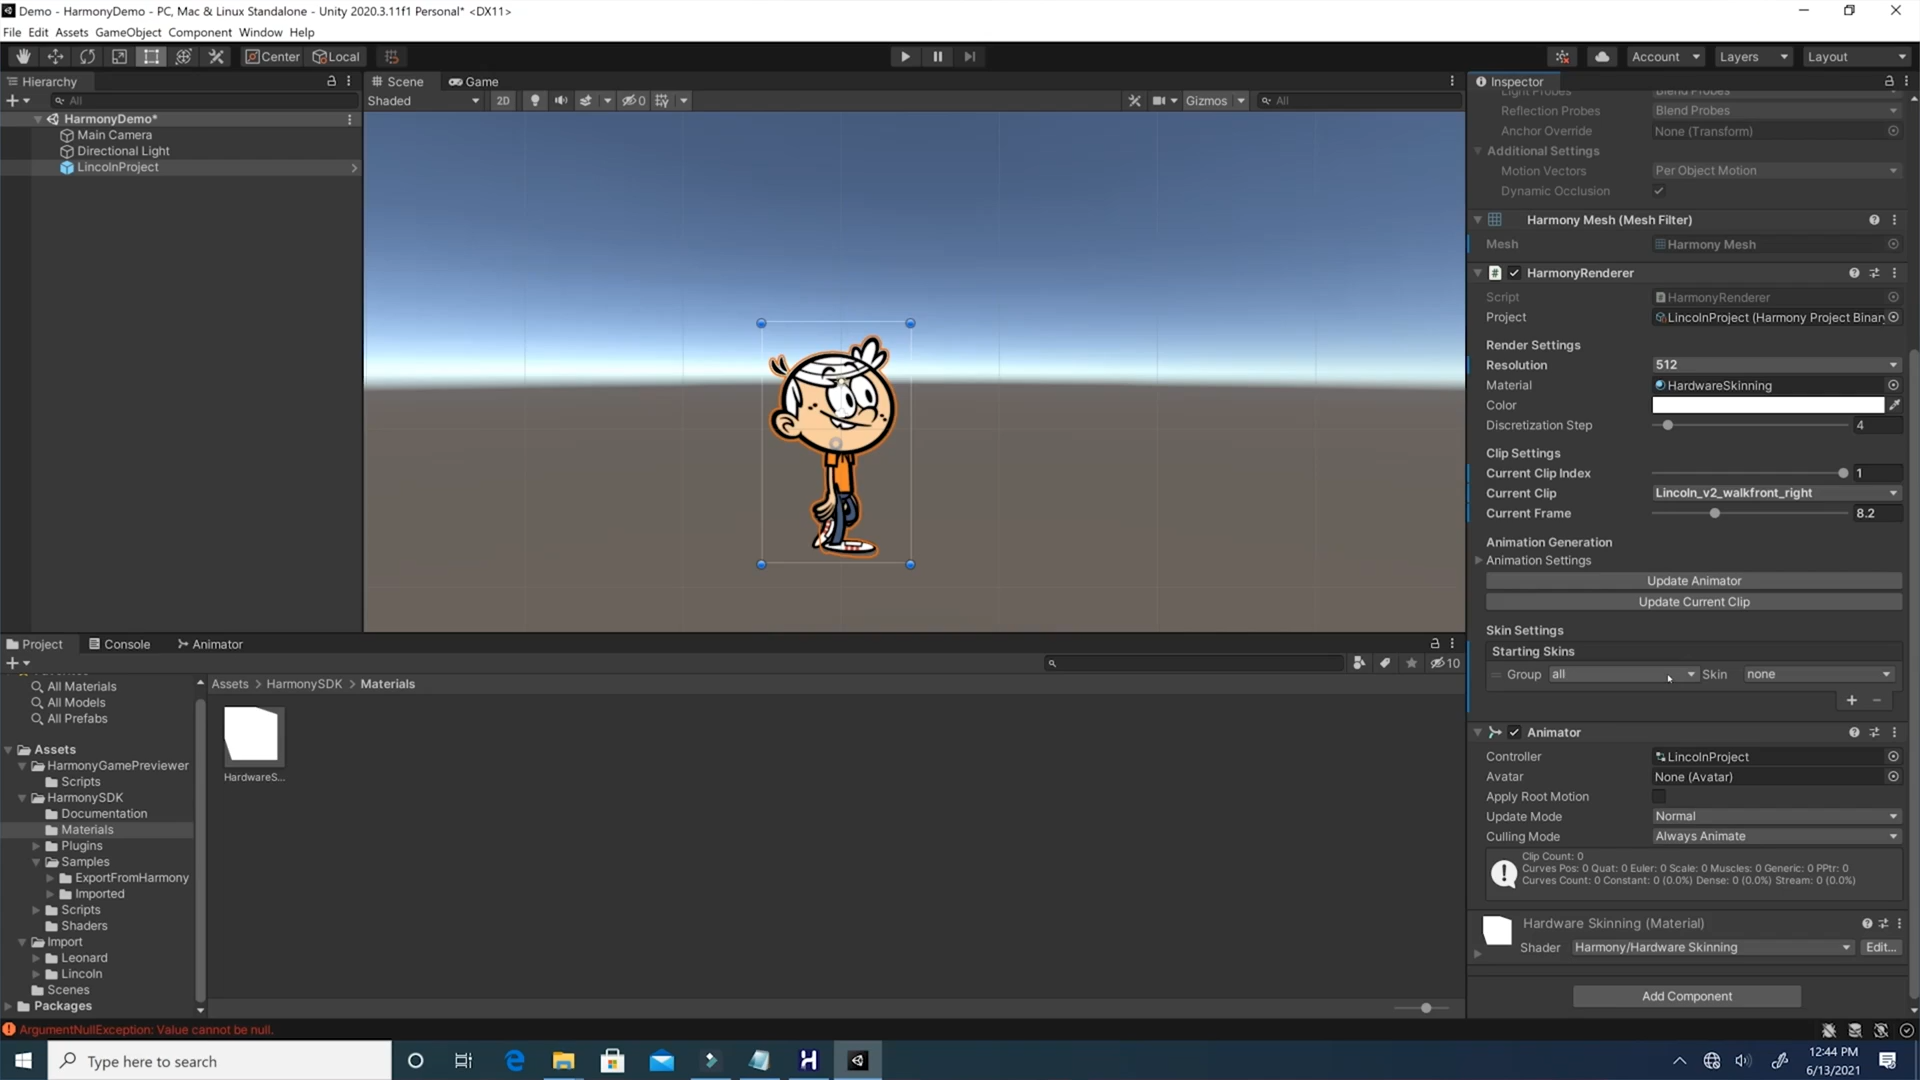 Demo - HarmonyDemo - PC, Mac & Linux Standalone - Unity 2020.3.11f1 Personal* <DX11>
File Edit Assets GameObject Component Window Help
Center Local Account Layers Layout
Hierarchy
All
HarmonyDemo*
Main Camera
Directional Light
LincolnProject
Scene Game
Shaded 2D 0 Gizmos All
Inspector
Light Probes Blend Probes
Reflection Probes Blend Probes
Anchor Override None (Transform)
Additional Settings
Motion Vectors Per Object Motion
Dynamic Occlusion
Harmony Mesh (Mesh Filter)
Mesh Harmony Mesh
HarmonyRenderer
Script HarmonyRenderer
Project LincolnProject (Harmony Project Binary
Render Settings
Resolution 512
Material HardwareSkinning
Color
Discretization Step 4
Clip Settings
Current Clip Index 1
Current Clip Lincoln_v2_walkfront_right
Current Frame 8.2
Animation Generation
Animation Settings
Update Animator
Update Current Clip
Skin Settings
Starting Skins
Group all Skin none
+ -
Animator
Controller LincolnProject
Avatar None (Avatar)
Apply Root Motion
Update Mode Normal
Culling Mode Always Animate
Clip Count: 0
Curves Pos: 0 Quat: 0 Euler: 0 Scale: 0 Muscles: 0 Generic: 0 PPtr: 0
Curves Count: 0 Constant: 0 (0.0%) Dense: 0 (0.0%) Stream: 0 (0.0%)
Hardware Skinning (Material)
Shader Harmony/Hardware Skinning Edit...
Add Component
Project Console Animator
10
Favorites
All Materials
All Models
All Prefabs
Assets
HarmonyGamePreviewer
Scripts
HarmonySDK
Documentation
Materials
Plugins
Samples
ExportFromHarmony
Imported
Scripts
Shaders
Import
Leonard
Lincoln
Scenes
Packages
Assets > HarmonySDK > Materials
HardwareS...
ArgumentNullException: Value cannot be null.
Type here to search
12:44 PM
6/13/2021